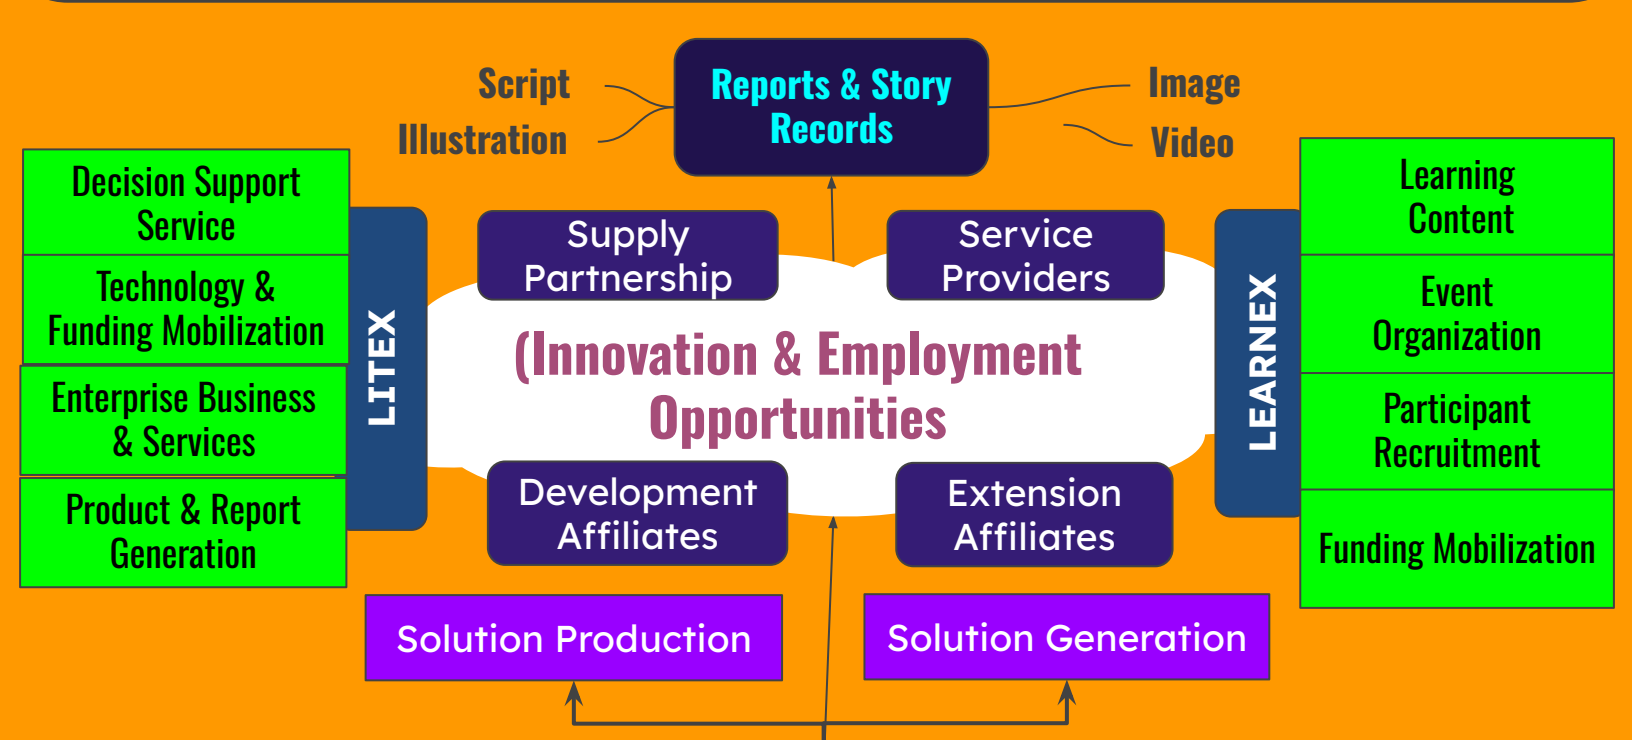 Script
Illustration
Reports & Story
Records
Image
Video
Decision Support
Service
Technology &
Funding Mobilization
Enterprise Business
& Services
Product & Report
Generation
LITEX
Supply
Partnership
Service
Providers
(Innovation & Employment
Opportunities
Development
Affiliates
Extension
Affiliates
LEARNEX
Learning
Content
Event
Organization
Participant
Recruitment
Funding Mobilization
Solution Production
Solution Generation